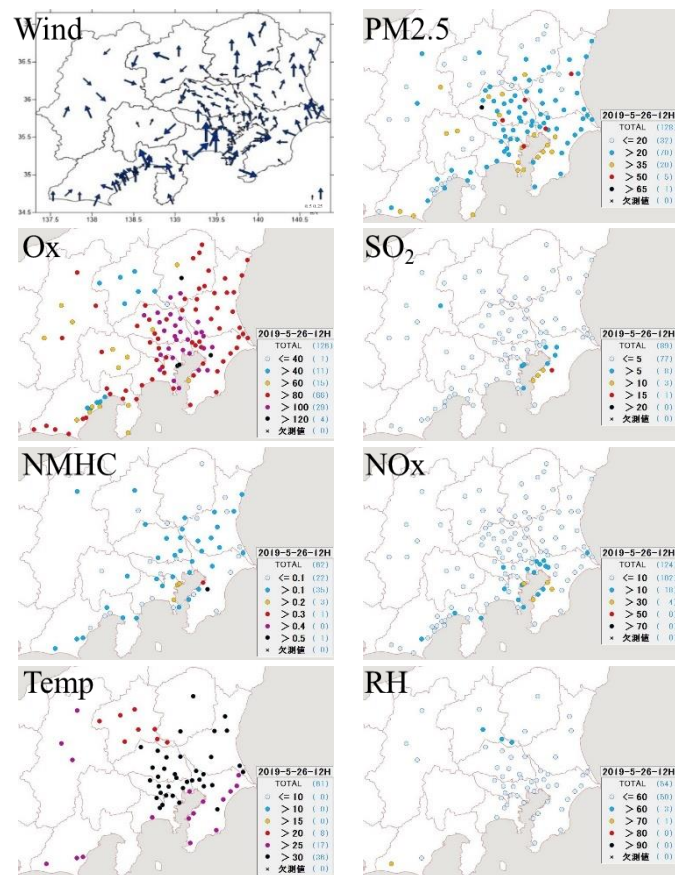 Wind
36.5
36
35.5
35
34.5
137.5 138 138.5 139 139.5 140 140.5
PM2.5
2019-5-26-12H
TOTAL (128)
<= 20 (32)
> 20 (70)
> 35 (20)
> 50 (5)
> 65 (1)
× 欠測値 (0)
Ox
2019-5-26-12H
TOTAL (126)
<= 40 (1)
> 40 (11)
> 60 (15)
> 80 (66)
> 100 (29)
> 120 (4)
× 欠測値 (0)
SO₂
2019-5-26-12H
TOTAL (89)
<= 5 (77)
> 5 (8)
> 10 (3)
> 15 (1)
> 20 (0)
× 欠測値 (0)
NMHC
2019-5-26-12H
TOTAL (62)
<= 0.1 (22)
> 0.1 (35)
> 0.2 (3)
> 0.3 (1)
> 0.4 (0)
> 0.5 (1)
× 欠測値 (0)
NOx
2019-5-26-12H
TOTAL (124)
<= 10 (102)
> 10 (18)
> 30 (4)
> 50 (0)
> 70 (0)
× 欠測値 (0)
Temp
2019-5-26-12H
TOTAL (61)
<= 10 (0)
> 10 (0)
> 15 (0)
> 20 (8)
> 25 (17)
> 30 (36)
× 欠測値 (0)
RH
2019-5-26-12H
TOTAL (54)
<= 60 (50)
> 60 (3)
> 70 (1)
> 80 (0)
> 90 (0)
× 欠測値 (0)